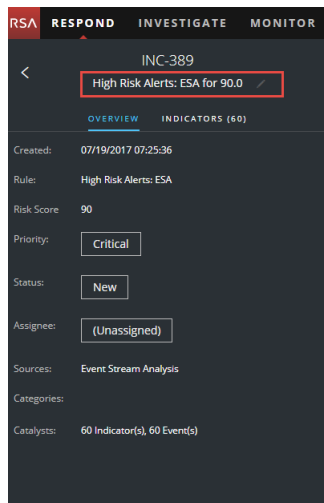 RSA RESPOND INVESTIGATE MONITOR
INC-389
High Risk Alerts: ESA for 90.0
OVERVIEW INDICATORS (60)
Created: 07/19/2017 07:25:36
Rule: High Risk Alerts: ESA
Risk Score 90
Priority: Critical
Status: New
Assignee: (Unassigned)
Sources: Event Stream Analysis
Categories:
Catalysts: 60 Indicator(s), 60 Event(s)